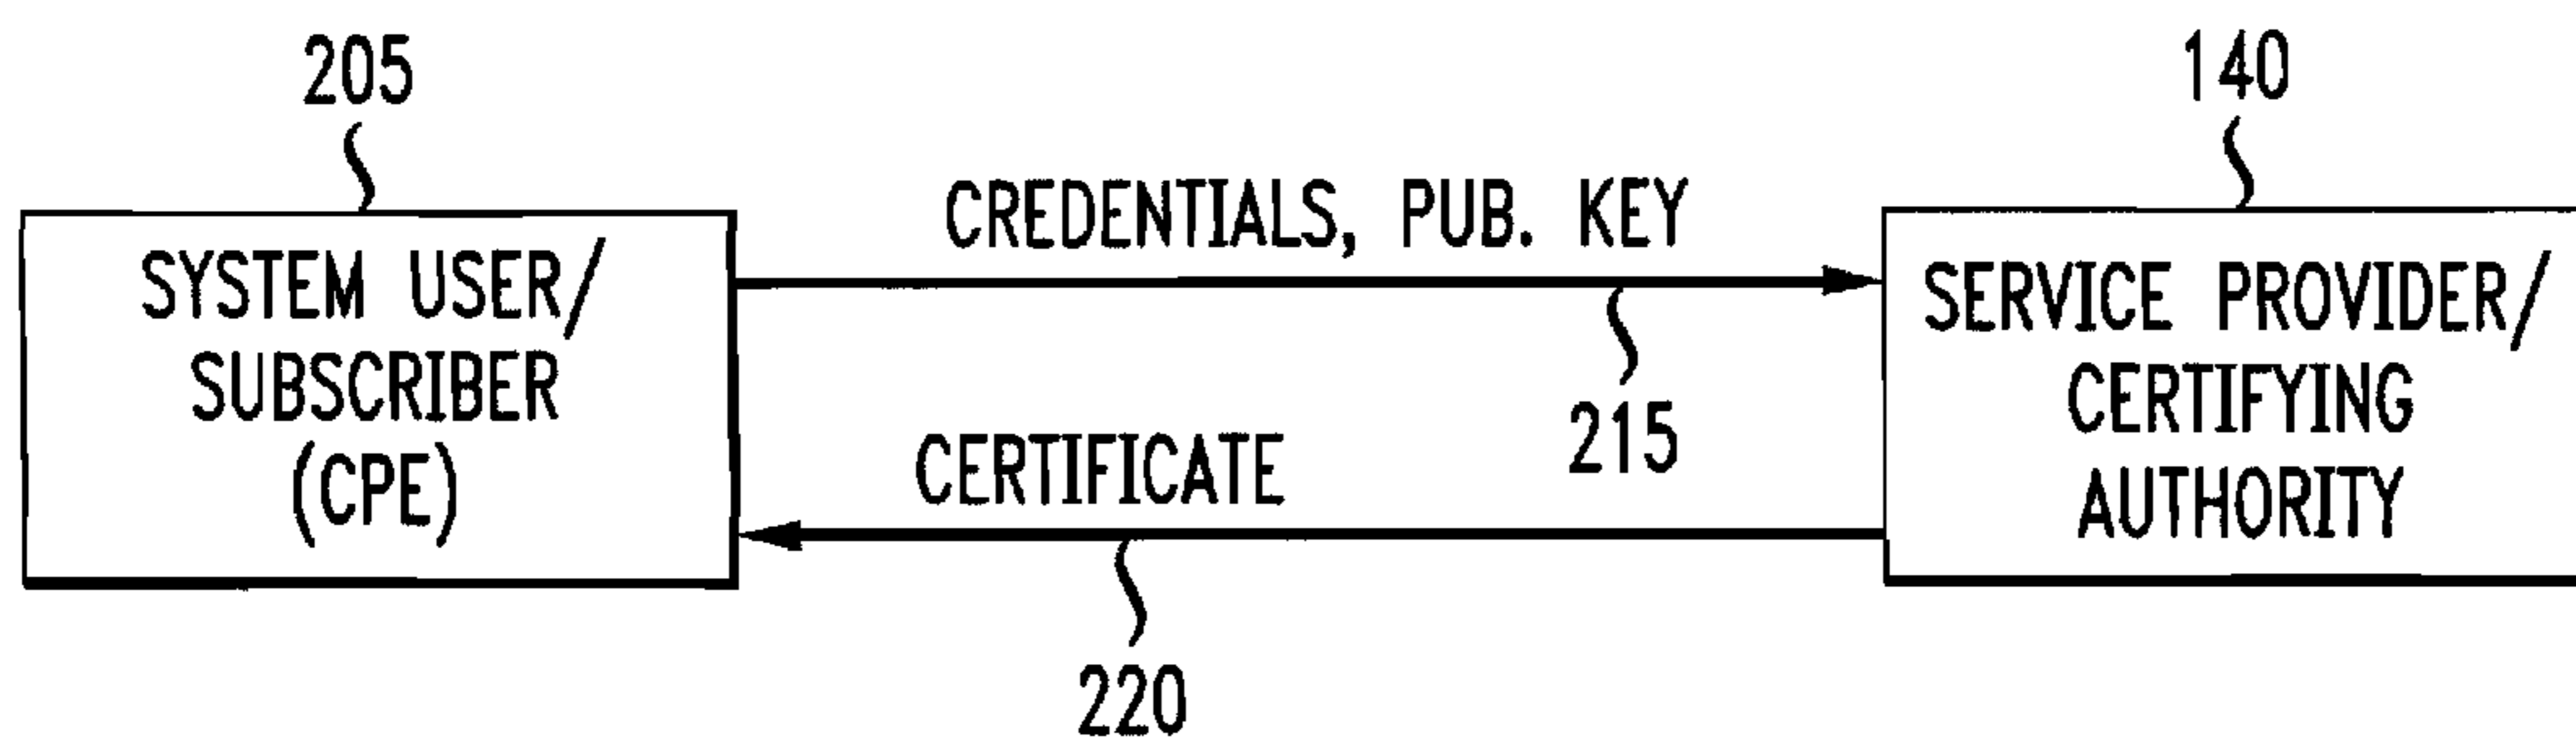 205
140
CREDENTIALS, PUB. KEY
SYSTEM USER/
SUBSCRIBER
(CPE)
SERVICE PROVIDER/
CERTIFYING
AUTHORITY
215
CERTIFICATE
220